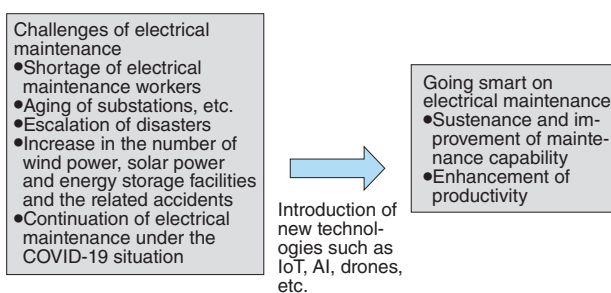 Challenges of electrical
maintenance
●Shortage of electrical
maintenance workers
●Aging of substations, etc.
●Escalation of disasters
●Increase in the number of
wind power, solar power
and energy storage facilities
and the related accidents
●Continuation of electrical
maintenance under the
COVID-19 situation
Introduction of
new technol-
ogies such as
IoT, AI, drones,
etc.
Going smart on
electrical maintenance
●Sustenance and im-
provement of mainte-
nance capability
●Enhancement of
productivity